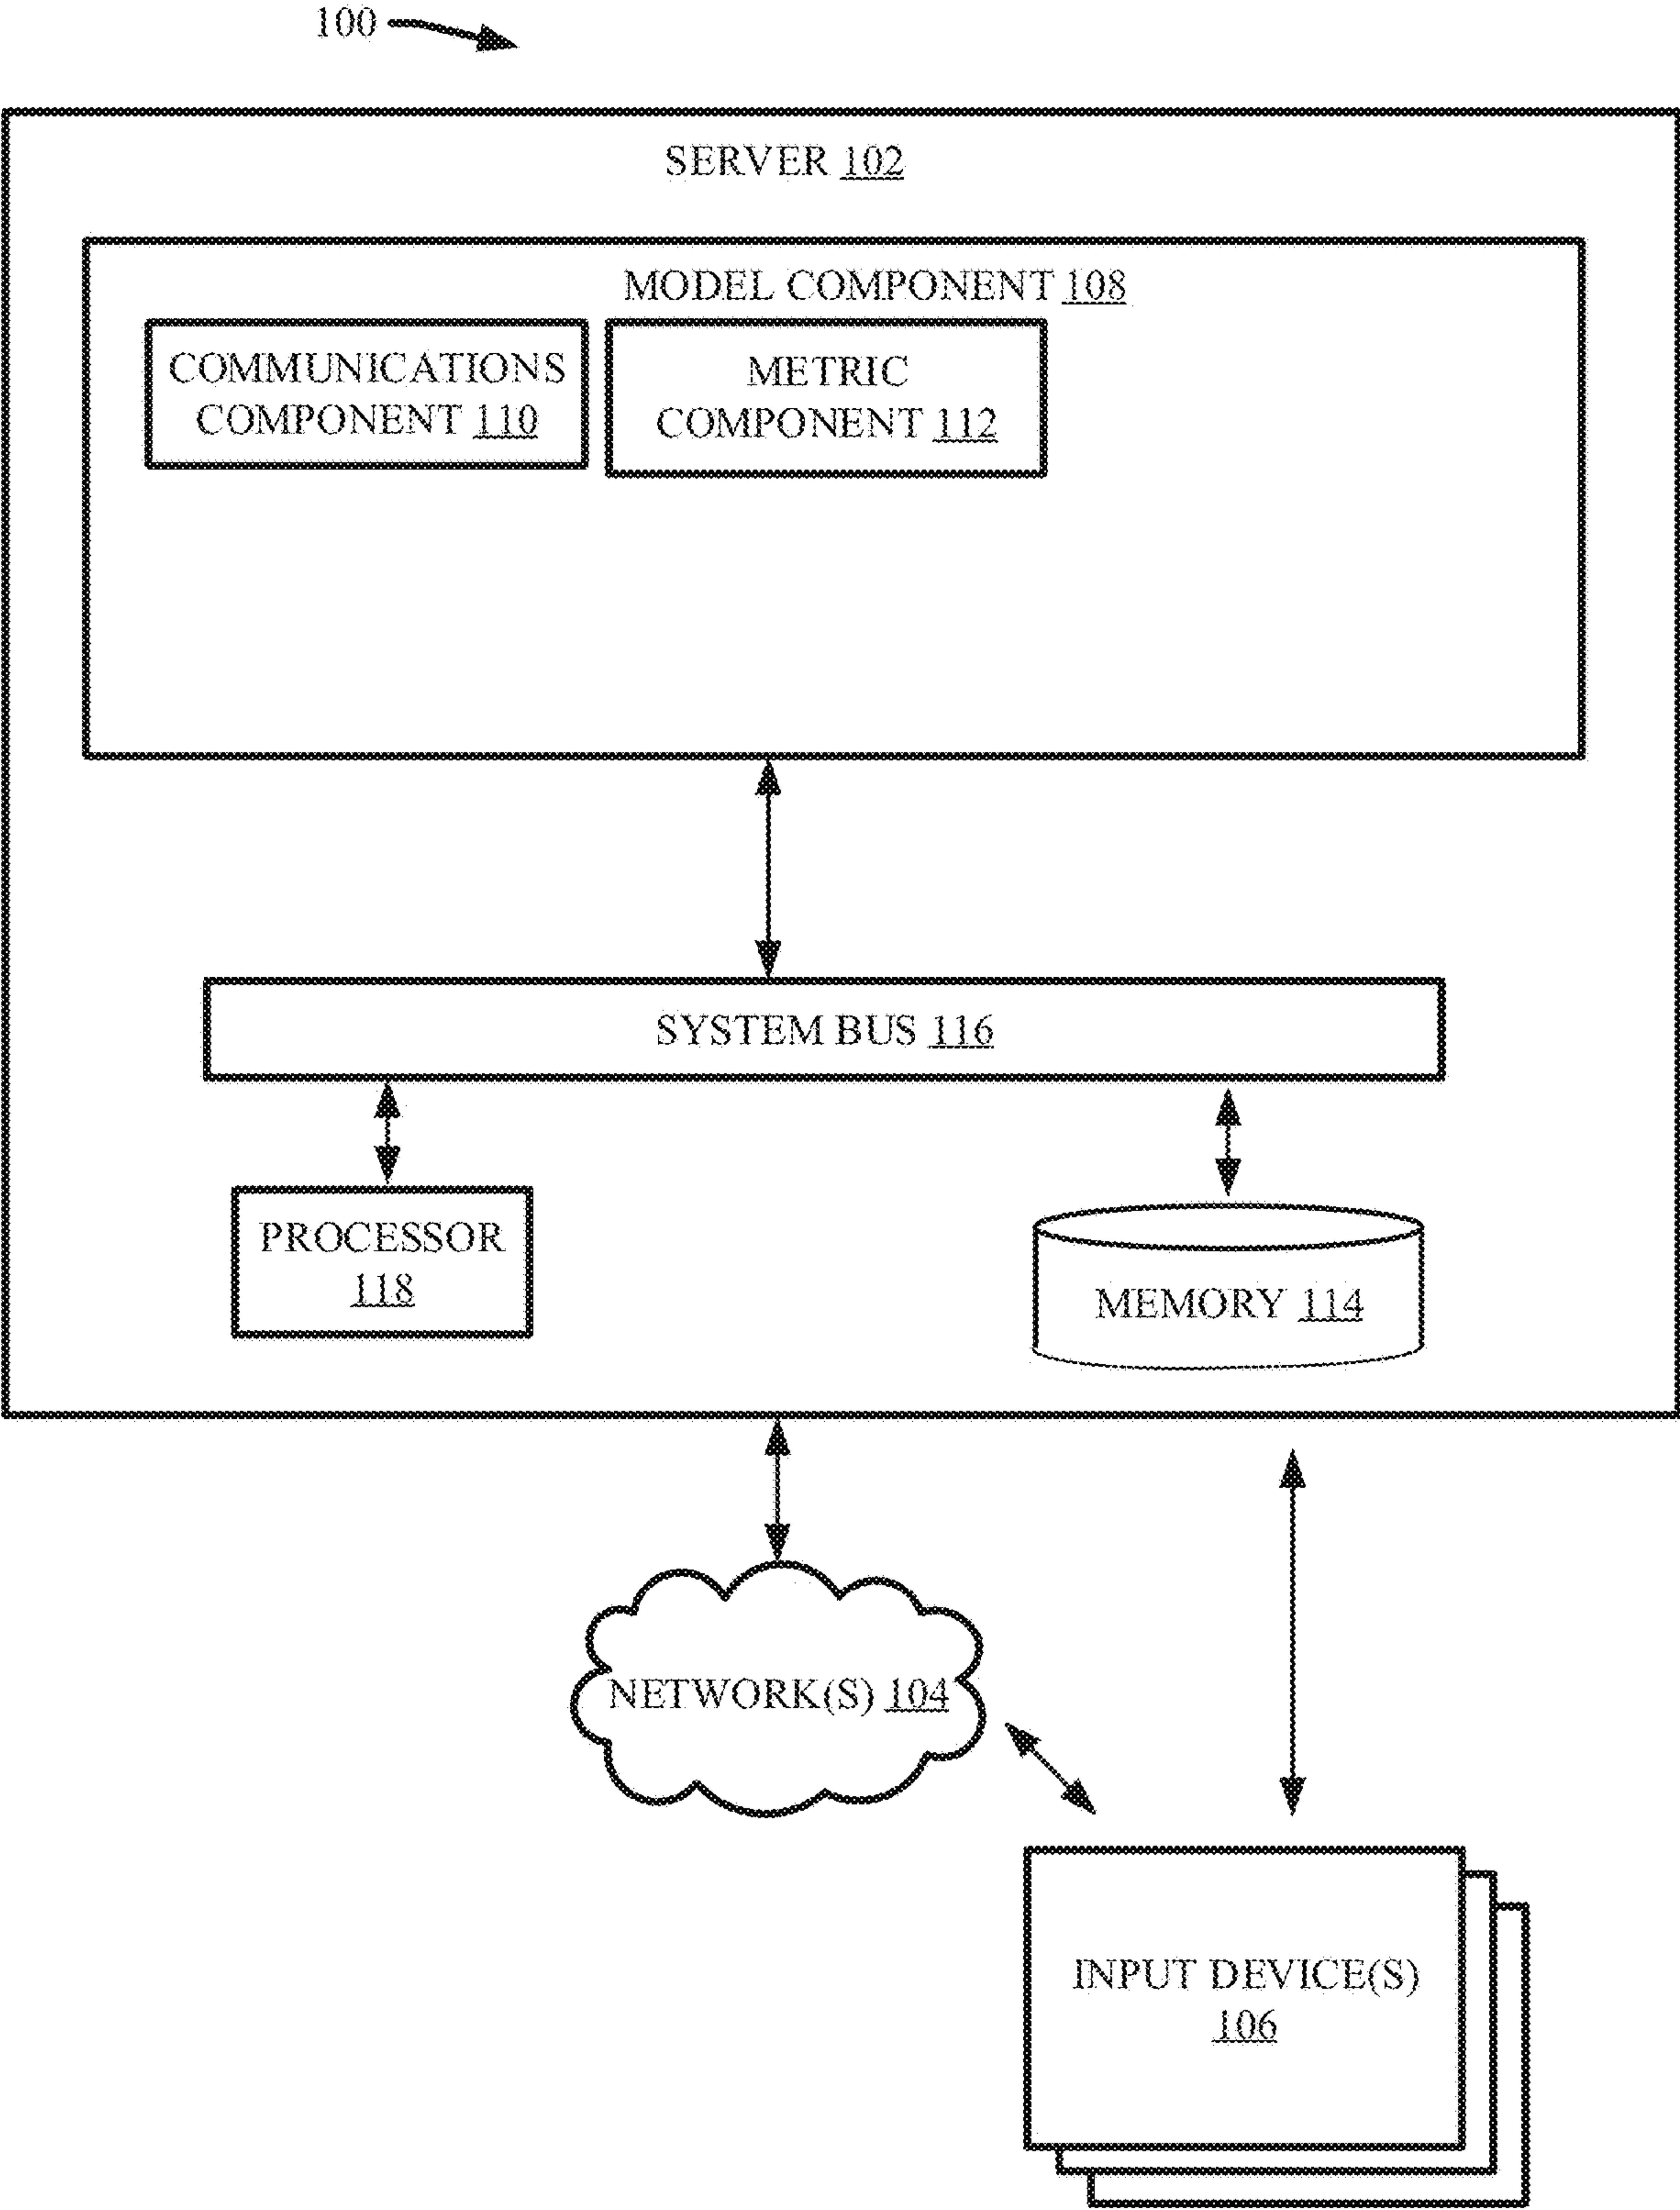 100
SERVER 102
MODEL COMPONENT 108
COMMUNICATIONS
COMPONENT 110
METRIC
COMPONENT 112
SYSTEM BUS 116
PROCESSOR
118
MEMORY 114
NETWORK(S) 104
INPUT DEVICE(S)
106